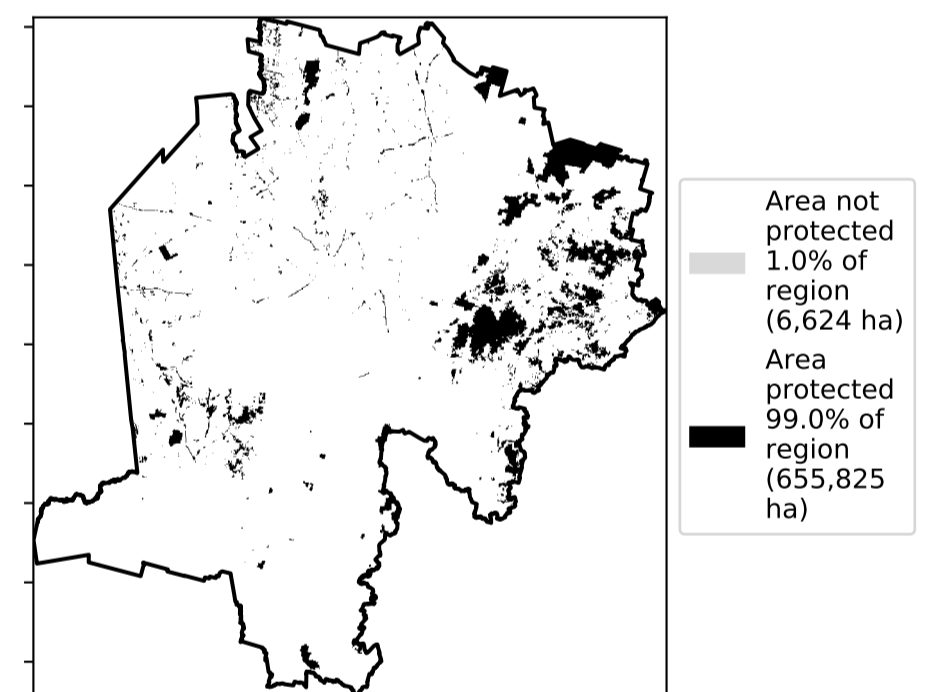 Area not
protected
1.0% of
region
(6,624 ha)
Area
protected
99.0% of
region
(655,825
ha)